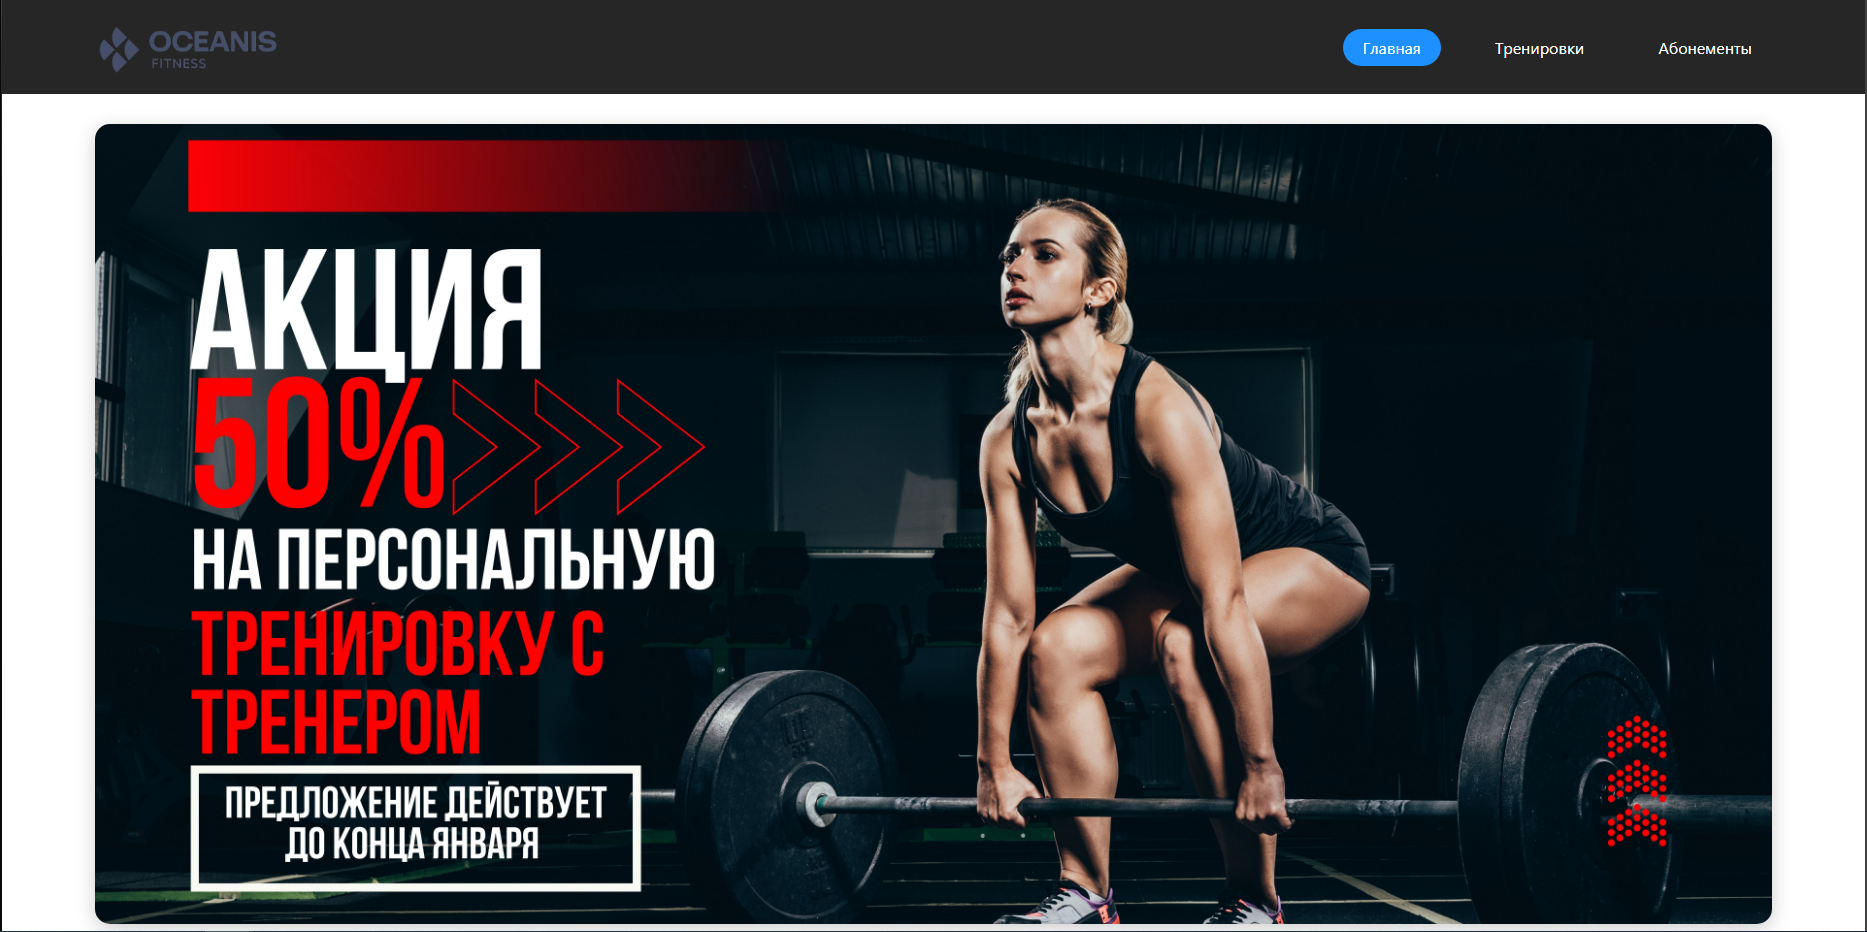 OCEANIS
FITNESS
Главная
Тренировки
Абонементы
АКЦИЯ
50%
НА ПЕРСОНАЛЬНУЮ
ТРЕНИРОВКУ С
ТРЕНЕРОМ
ПРЕДЛОЖЕНИЕ ДЕЙСТВУЕТ
ДО КОНЦА ЯНВАРЯ